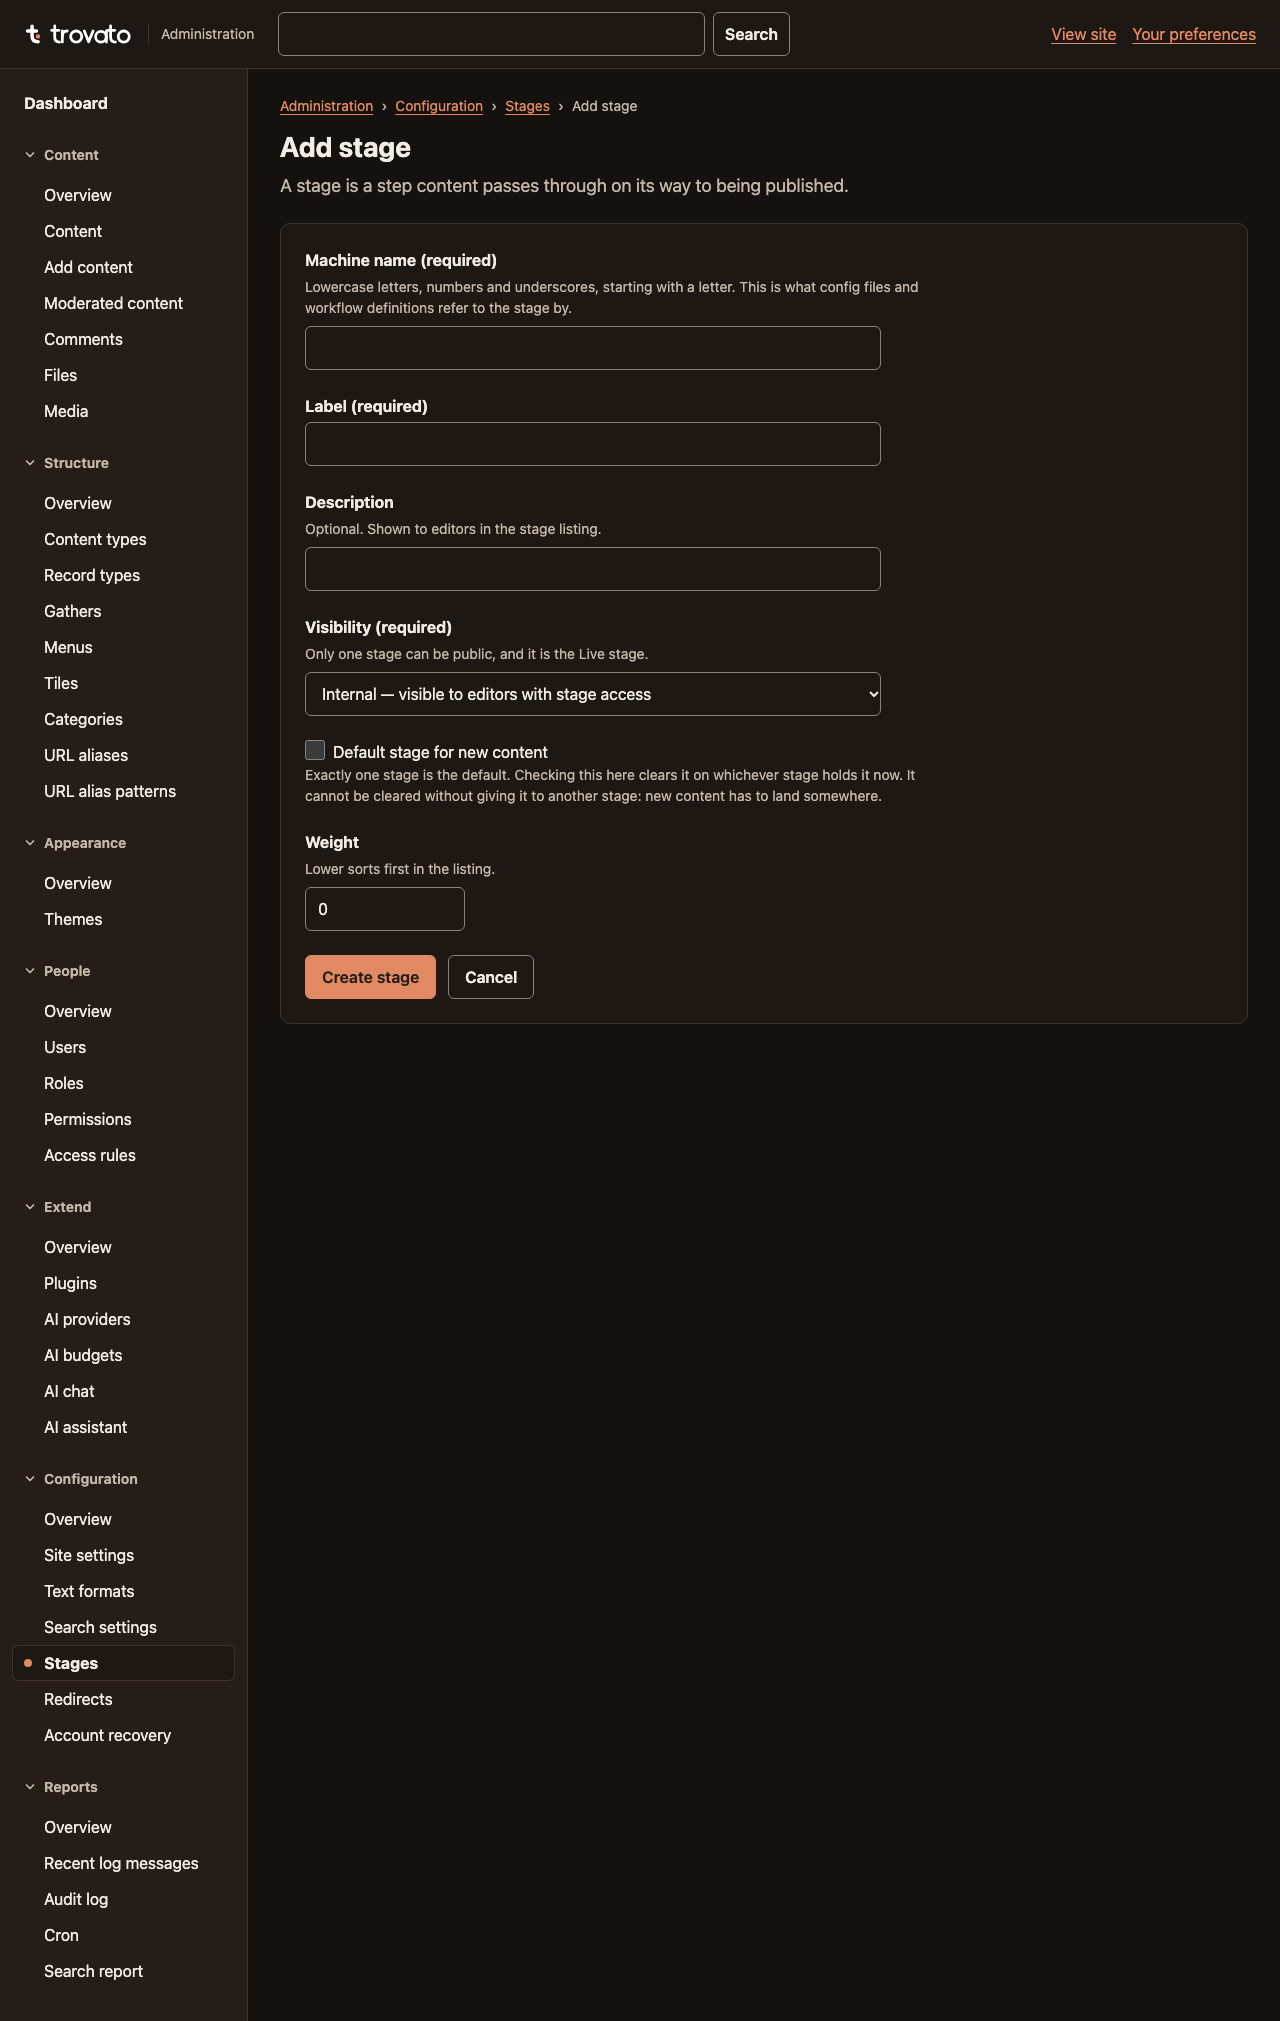 trovato
Administration
Search
View site
Your preferences
Dashboard
Content
Overview
Content
Add content
Moderated content
Comments
Files
Media
Structure
Overview
Content types
Record types
Gathers
Menus
Tiles
Categories
URL aliases
URL alias patterns
Appearance
Overview
Themes
People
Overview
Users
Roles
Permissions
Access rules
Extend
Overview
Plugins
AI providers
AI budgets
AI chat
AI assistant
Configuration
Overview
Site settings
Text formats
Search settings
Stages
Redirects
Account recovery
Reports
Overview
Recent log messages
Audit log
Cron
Search report
Administration › Configuration › Stages › Add stage
Add stage
A stage is a step content passes through on its way to being published.
Machine name (required)
Lowercase letters, numbers and underscores, starting with a letter. This is what config files and
workflow definitions refer to the stage by.
Label (required)
Description
Optional. Shown to editors in the stage listing.
Visibility (required)
Only one stage can be public, and it is the Live stage.
Internal — visible to editors with stage access
Default stage for new content
Exactly one stage is the default. Checking this here clears it on whichever stage holds it now. It
cannot be cleared without giving it to another stage: new content has to land somewhere.
Weight
Lower sorts first in the listing.
0
Create stage
Cancel